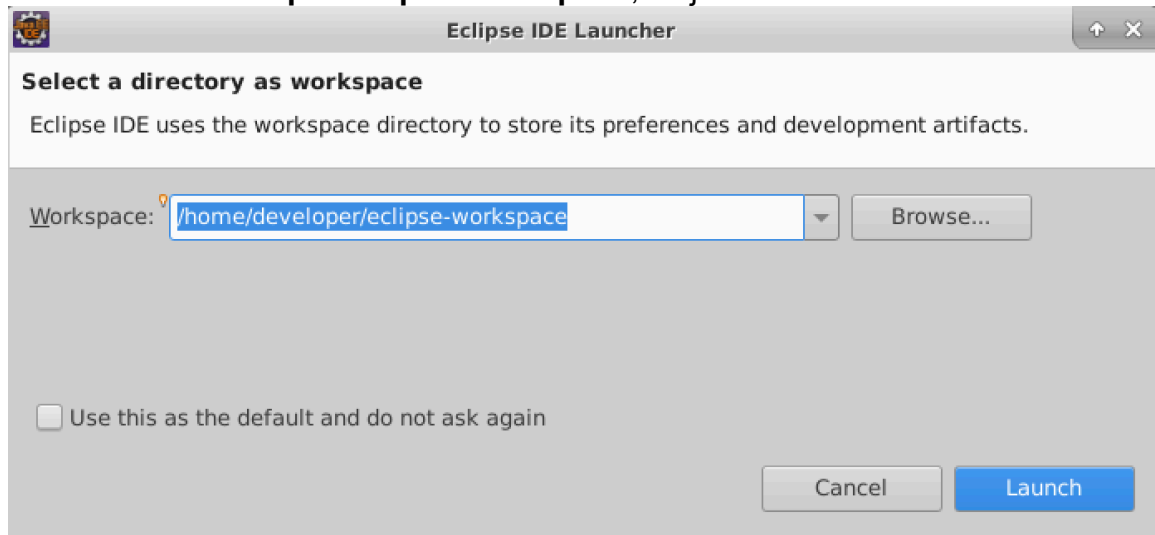 Eclipse IDE Launcher
Select a directory as workspace
Eclipse IDE uses the workspace directory to store its preferences and development artifacts.
Workspace: /home/developer/eclipse-workspace Browse...
Use this as the default and do not ask again
Cancel Launch